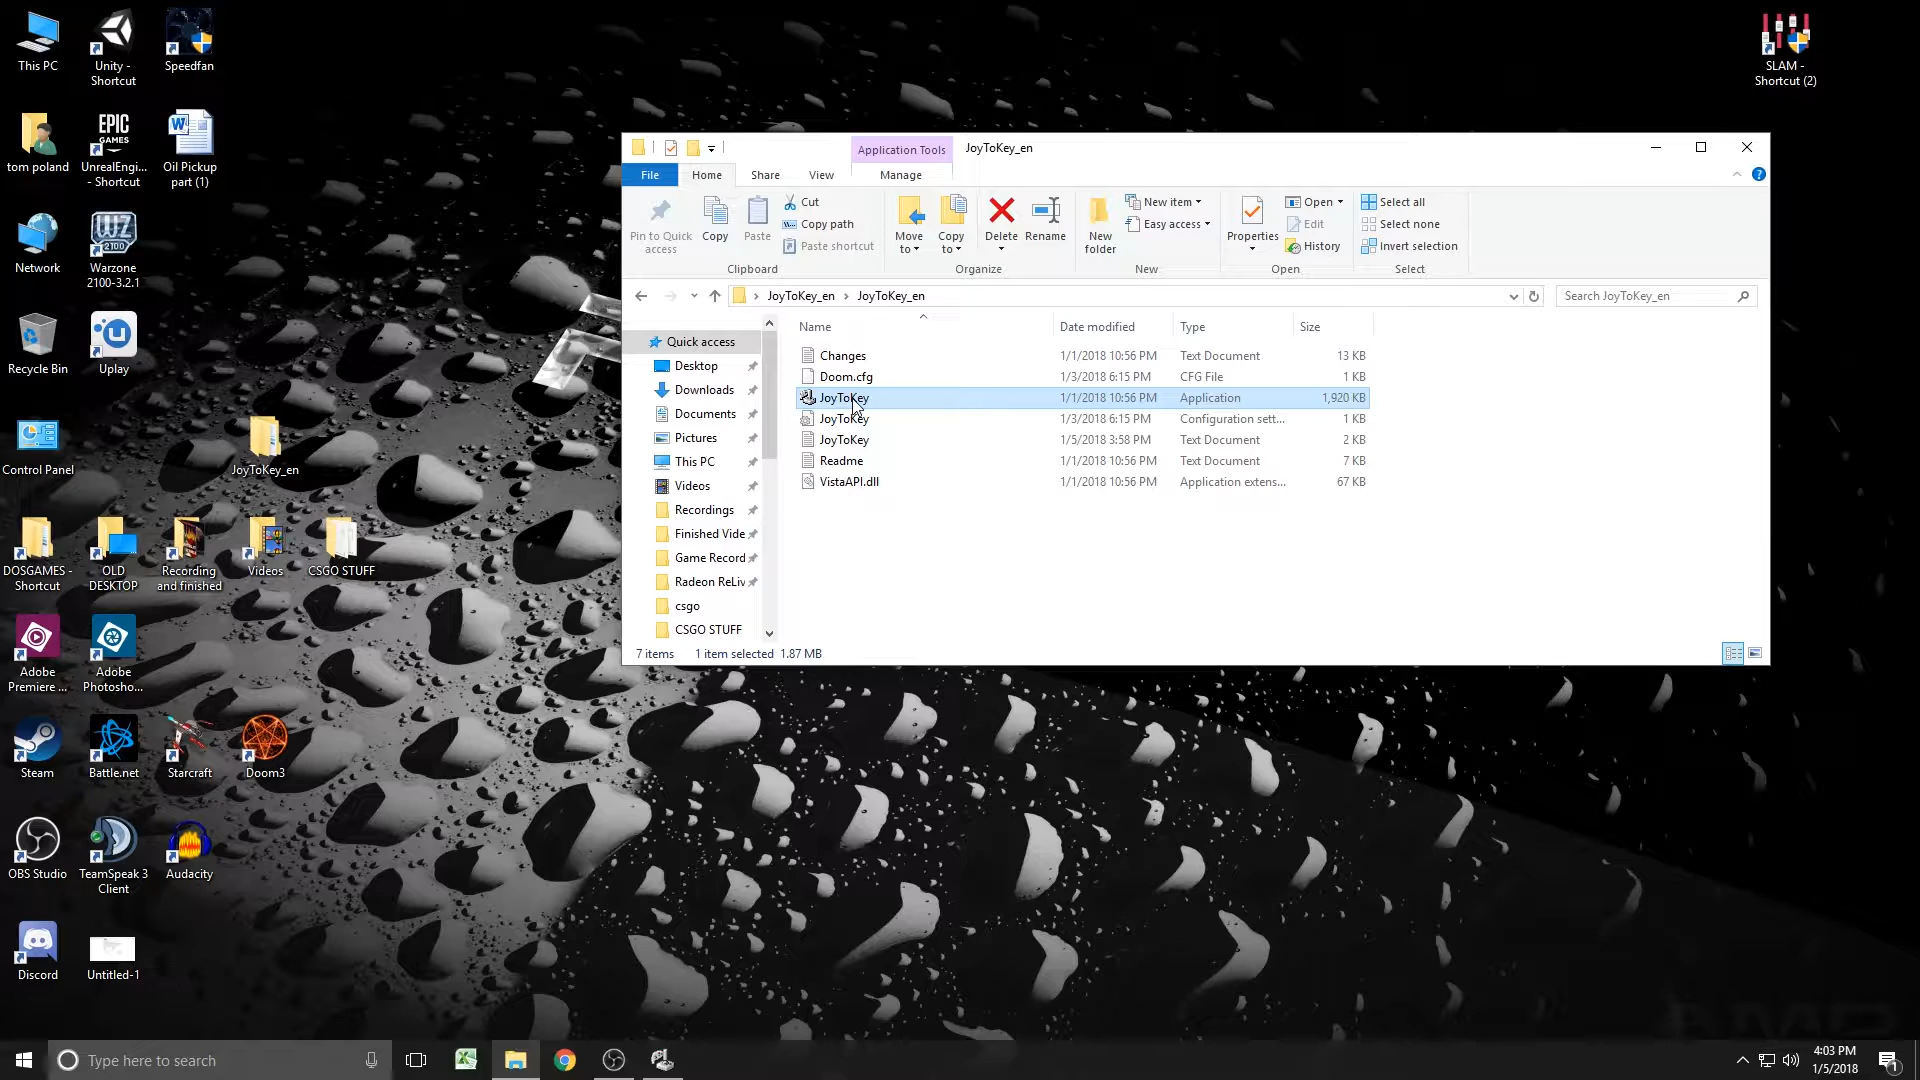 This PC
Unity -
Shortcut
Speedfan
SLAM -
Shortcut (2)
tom poland
EPIC
GAMES
UnrealEngi...
- Shortcut
Oil Pickup
part (1)
Network
WZ
2100
Warzone
2100-3.2.1
Recycle Bin
Uplay
Control Panel
JoyToKey_en
DOSGAMES -
Shortcut
OLD
DESKTOP
Recording
and finished
Videos
CSGO STUFF
Adobe
Premiere ...
Adobe
Photosho...
Steam
Battle.net
Starcraft
Doom3
OBS Studio
TeamSpeak 3
Client
Audacity
Discord
Untitled-1
Application Tools
JoyToKey_en
File
Home
Share
View
Manage
Pin to Quick
access
Copy
Paste
Cut
Copy path
Paste shortcut
Clipboard
Move
to
Copy
to
Delete
Rename
Organize
New
folder
New item
Easy access
New
Properties
Open
Edit
History
Open
Select all
Select none
Invert selection
Select
JoyToKey_en › JoyToKey_en
Search JoyToKey_en
Quick access
Desktop
Downloads
Documents
Pictures
This PC
Videos
Recordings
Finished Vide
Game Record
Radeon ReLiv
csgo
CSGO STUFF
Name Date modified Type Size
Changes 1/1/2018 10:56 PM Text Document 13 KB
Doom.cfg 1/3/2018 6:15 PM CFG File 1 KB
JoyToKey 1/1/2018 10:56 PM Application 1,920 KB
JoyToKey 1/3/2018 6:15 PM Configuration sett... 1 KB
JoyToKey 1/5/2018 3:58 PM Text Document 2 KB
Readme 1/1/2018 10:56 PM Text Document 7 KB
VistaAPI.dll 1/1/2018 10:56 PM Application extens... 67 KB
7 items 1 item selected 1.87 MB
Type here to search
4:03 PM
1/5/2018
1